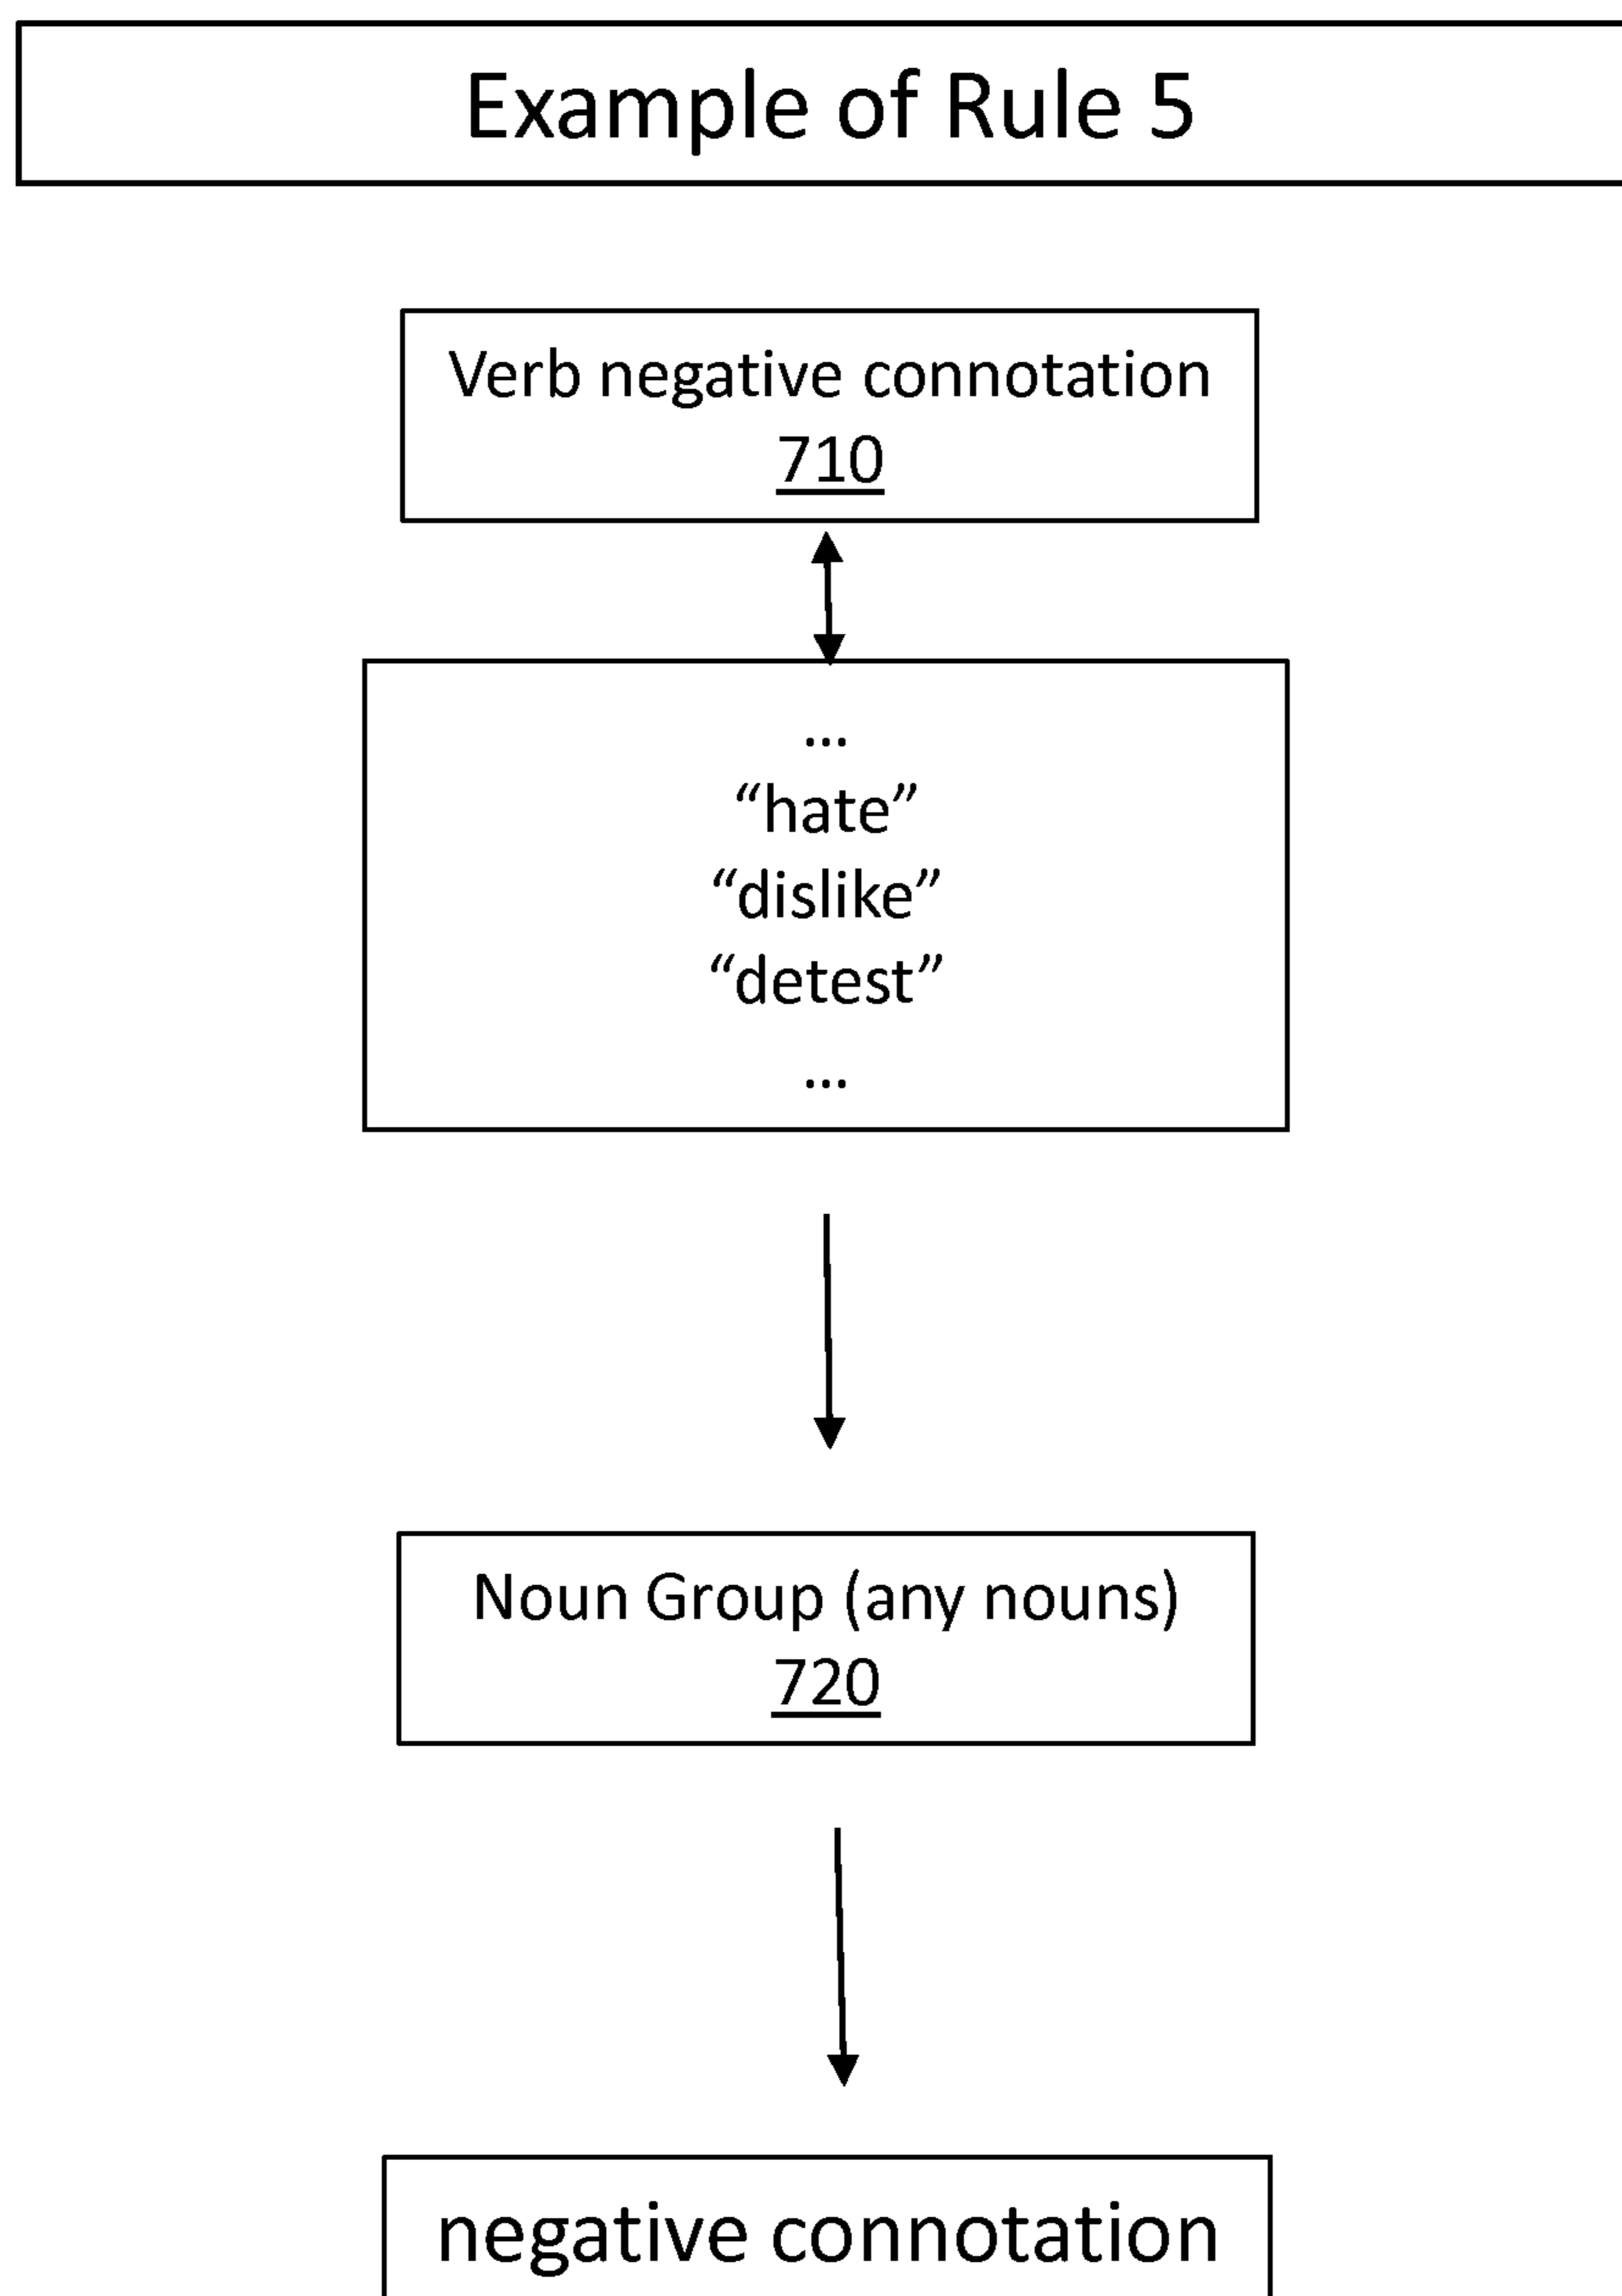 Example of Rule 5
Verb negative connotation
710
...
“hate”
“dislike”
“detest”
...
Noun Group (any nouns)
720
negative connotation